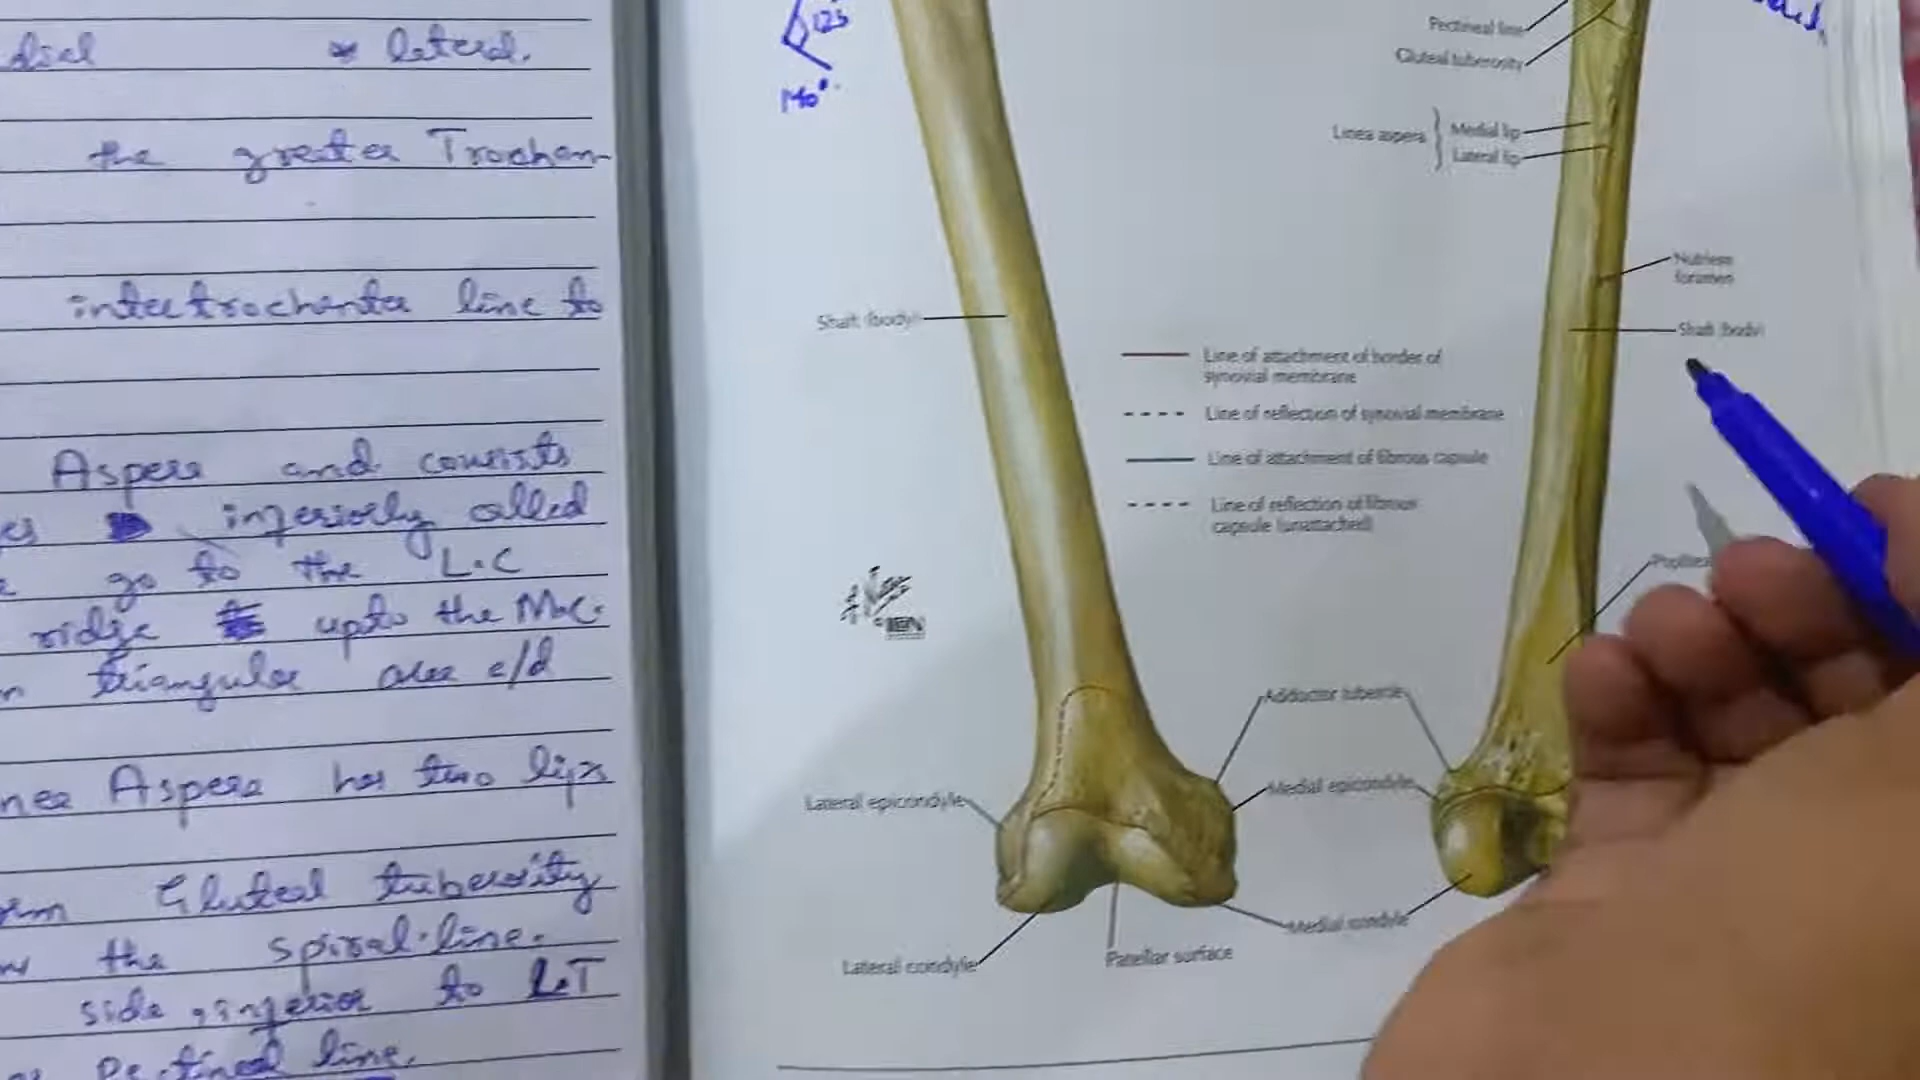 lateral.
the greater Trochan-
intertrochanter line to
Aspera and consists
inferiorly called
go to the L.C
ridge upto the M.C.
triangular area c/d
Aspera has two lips
Gluteal tuberosity
the spiral line.
side inferior to L.T
Pectineal line.
125
140°
Pectineal line
Gluteal tuberosity
Linea aspera
Medial lip
Lateral lip
Nutrient
foramen
Shaft (body)
Shaft (body)
Line of attachment of border of
synovial membrane
Line of reflection of synovial membrane
Line of attachment of fibrous capsule
Line of reflection of fibrous
capsule (unattached)
Adductor tubercle
Lateral epicondyle
Medial epicondyle
Medial condyle
Lateral condyle
Patellar surface